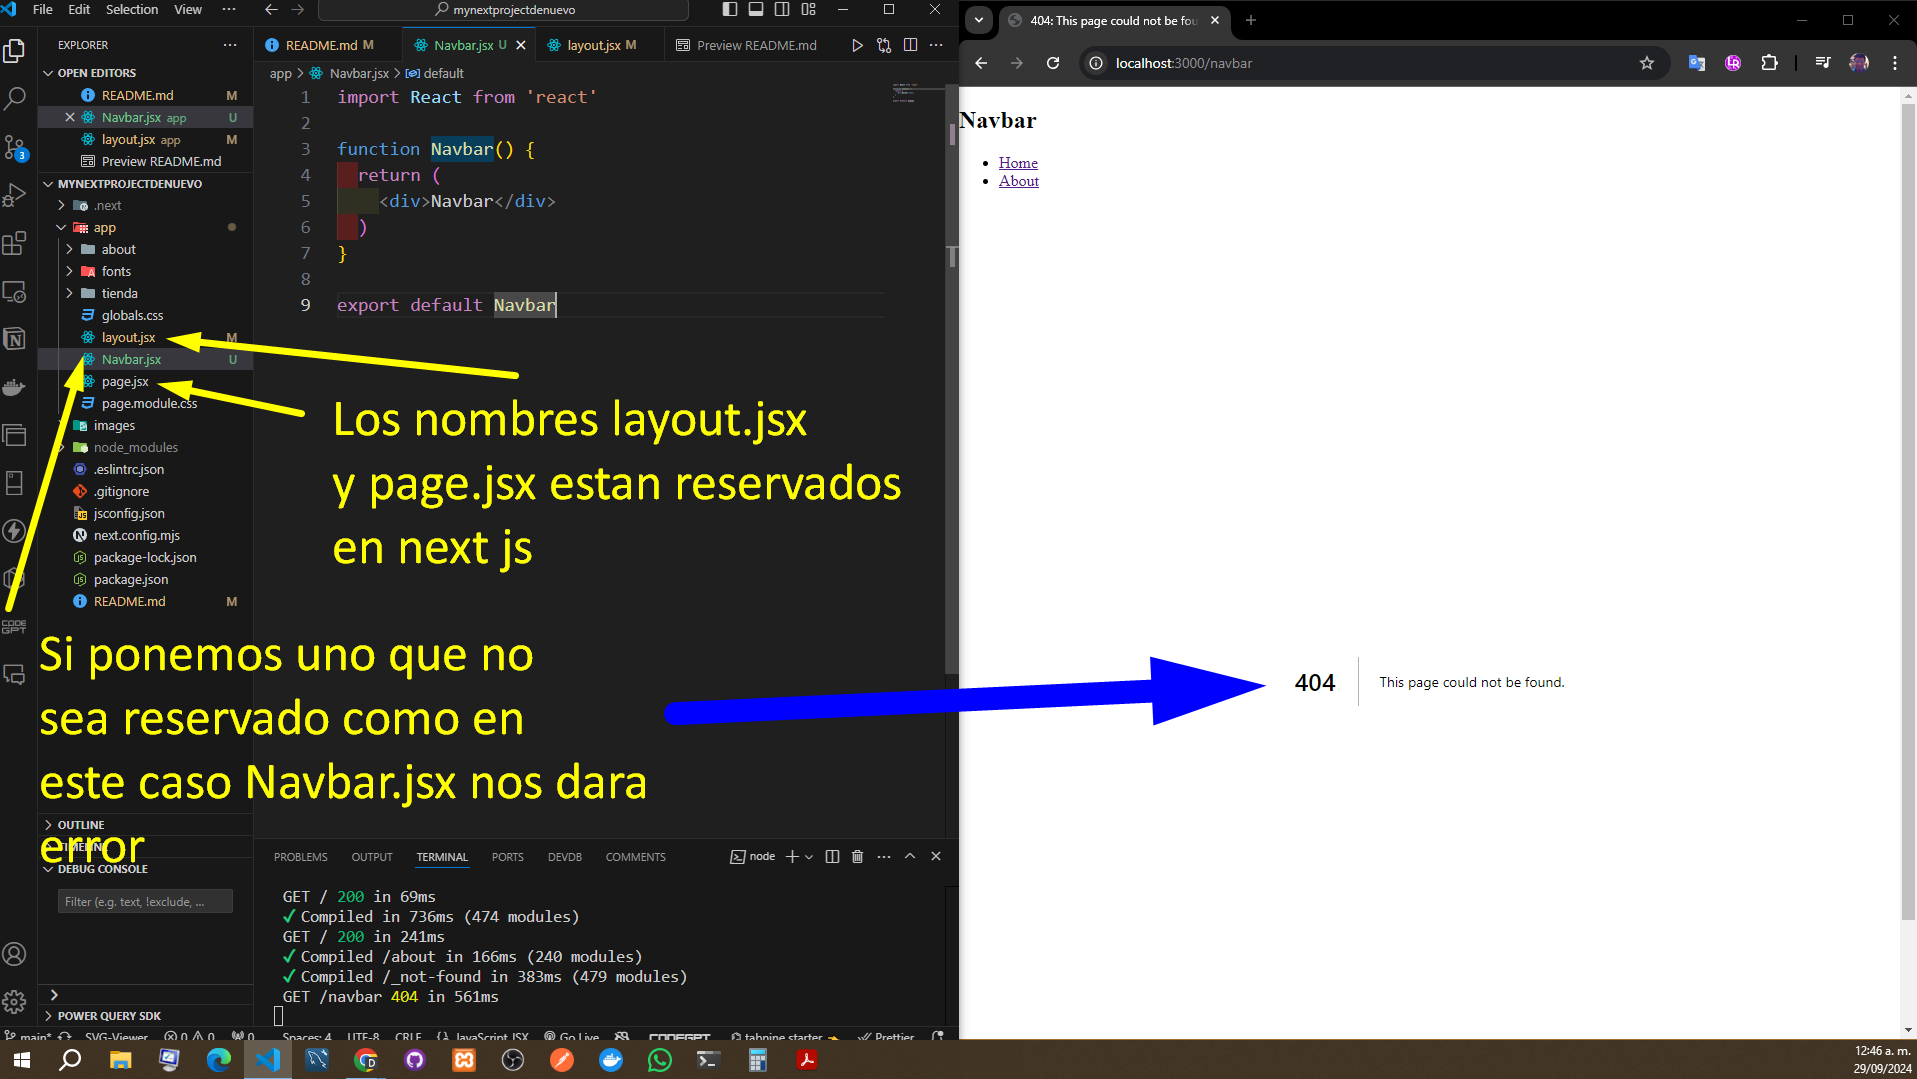 File Edit Selection View ··· mynextprojectdenuevo
EXPLORER ···
OPEN EDITORS
README.md M
Navbar.jsx app U
layout.jsx app M
Preview README.md
MYNEXTPROJECTDENUEVO
.next
app
about
fonts
tienda
globals.css
layout.jsx M
Navbar.jsx U
page.jsx
page.module.css
images
node_modules
.eslintrc.json
.gitignore
jsconfig.json
next.config.mjs
package-lock.json
package.json
README.md M
OUTLINE
TIMELINE
DEBUG CONSOLE
Filter (e.g. text, !exclude, ...
POWER QUERY SDK
3
CODE
GPT
README.md M Navbar.jsx U layout.jsx M Preview README.md
app > Navbar.jsx > default
1 import React from 'react'
2
3 function Navbar() {
4 return (
5 <div>Navbar</div>
6 )
7 }
8
9 export default Navbar
Los nombres layout.jsx
y page.jsx estan reservados
en next js
Si ponemos uno que no
sea reservado como en
este caso Navbar.jsx nos dara
error
PROBLEMS OUTPUT TERMINAL PORTS DEVDB COMMENTS node
GET / 200 in 69ms
✓ Compiled in 736ms (474 modules)
GET / 200 in 241ms
✓ Compiled /about in 166ms (240 modules)
✓ Compiled /_not-found in 383ms (479 modules)
GET /navbar 404 in 561ms
main* SVG-Viewer 0 0 0 Spaces: 4 UTF-8 CRLF {} JavaScript JSX Go Live CODEGPT tabnine starter Prettier
404: This page could not be fou
localhost:3000/navbar
Navbar
Home
About
404 This page could not be found.
12:46 a. m.
29/09/2024